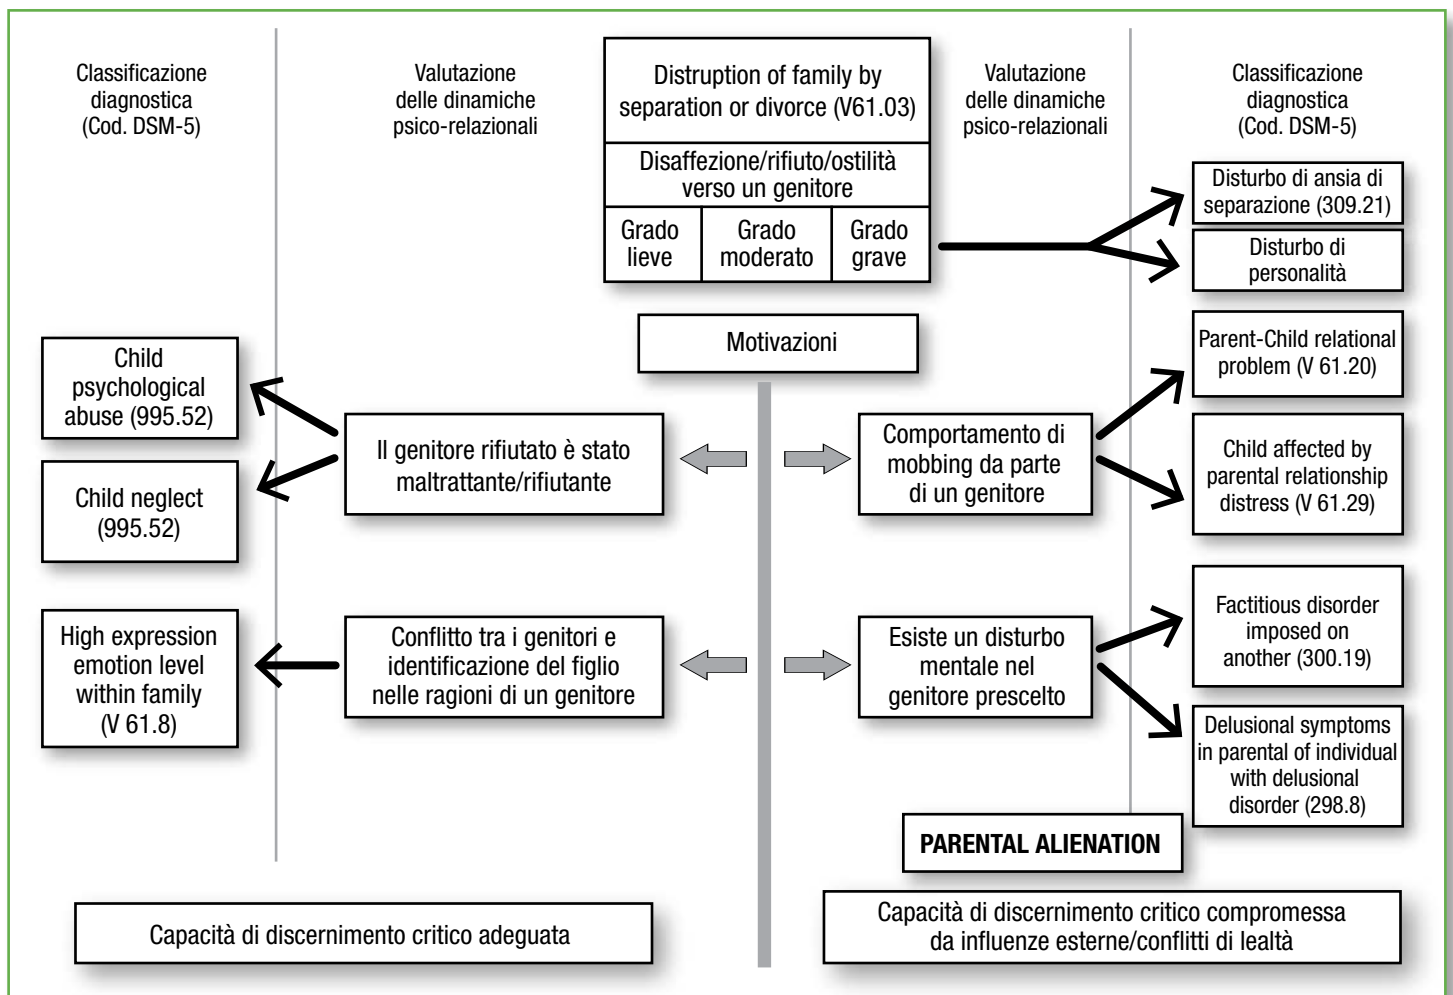 Classificazione
diagnostica
(Cod. DSM-5)
Valutazione
delle dinamiche
psico-relazionali
Distruption of family by
separation or divorce (V61.03)
Disaffezione/rifiuto/ostilità
verso un genitore
Grado
lieve
Grado
moderato
Grado
grave
Valutazione
delle dinamiche
psico-relazionali
Classificazione
diagnostica
(Cod. DSM-5)
Disturbo di ansia di
separazione (309.21)
Disturbo di
personalità
Motivazioni
Child
psychological
abuse (995.52)
Child neglect
(995.52)
Il genitore rifiutato è stato
maltrattante/rifiutante
Comportamento di
mobbing da parte
di un genitore
Parent-Child relational
problem (V 61.20)
Child affected by
parental relationship
distress (V 61.29)
High expression
emotion level
within family
(V 61.8)
Conflitto tra i genitori e
identificazione del figlio
nelle ragioni di un genitore
Esiste un disturbo
mentale nel
genitore prescelto
Factitious disorder
imposed on
another (300.19)
Delusional symptoms
in parental of individual
with delusional
disorder (298.8)
PARENTAL ALIENATION
Capacità di discernimento critico adeguata
Capacità di discernimento critico compromessa
da influenze esterne/conflitti di lealtà